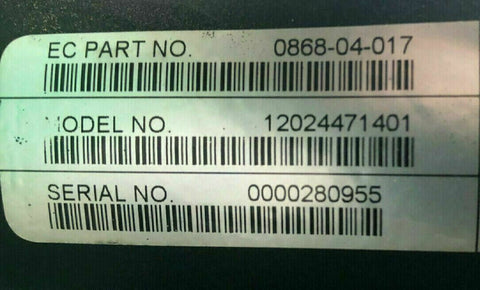 EC PART NO. 0868-04-017
MODEL NO. 12024471401
SERIAL NO. 0000280955